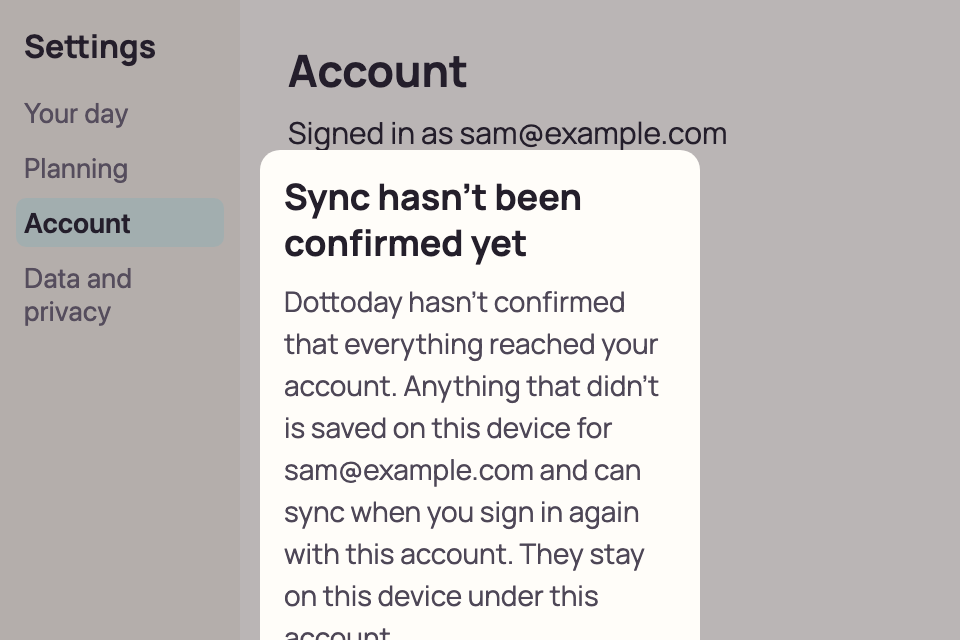 Settings
Your day
Planning
Account
Data and
privacy
Account
Signed in as sam@example.com
Sync hasn’t been
confirmed yet
Dottoday hasn’t confirmed
that everything reached your
account. Anything that didn’t
is saved on this device for
sam@example.com and can
sync when you sign in again
with this account. They stay
on this device under this
account.